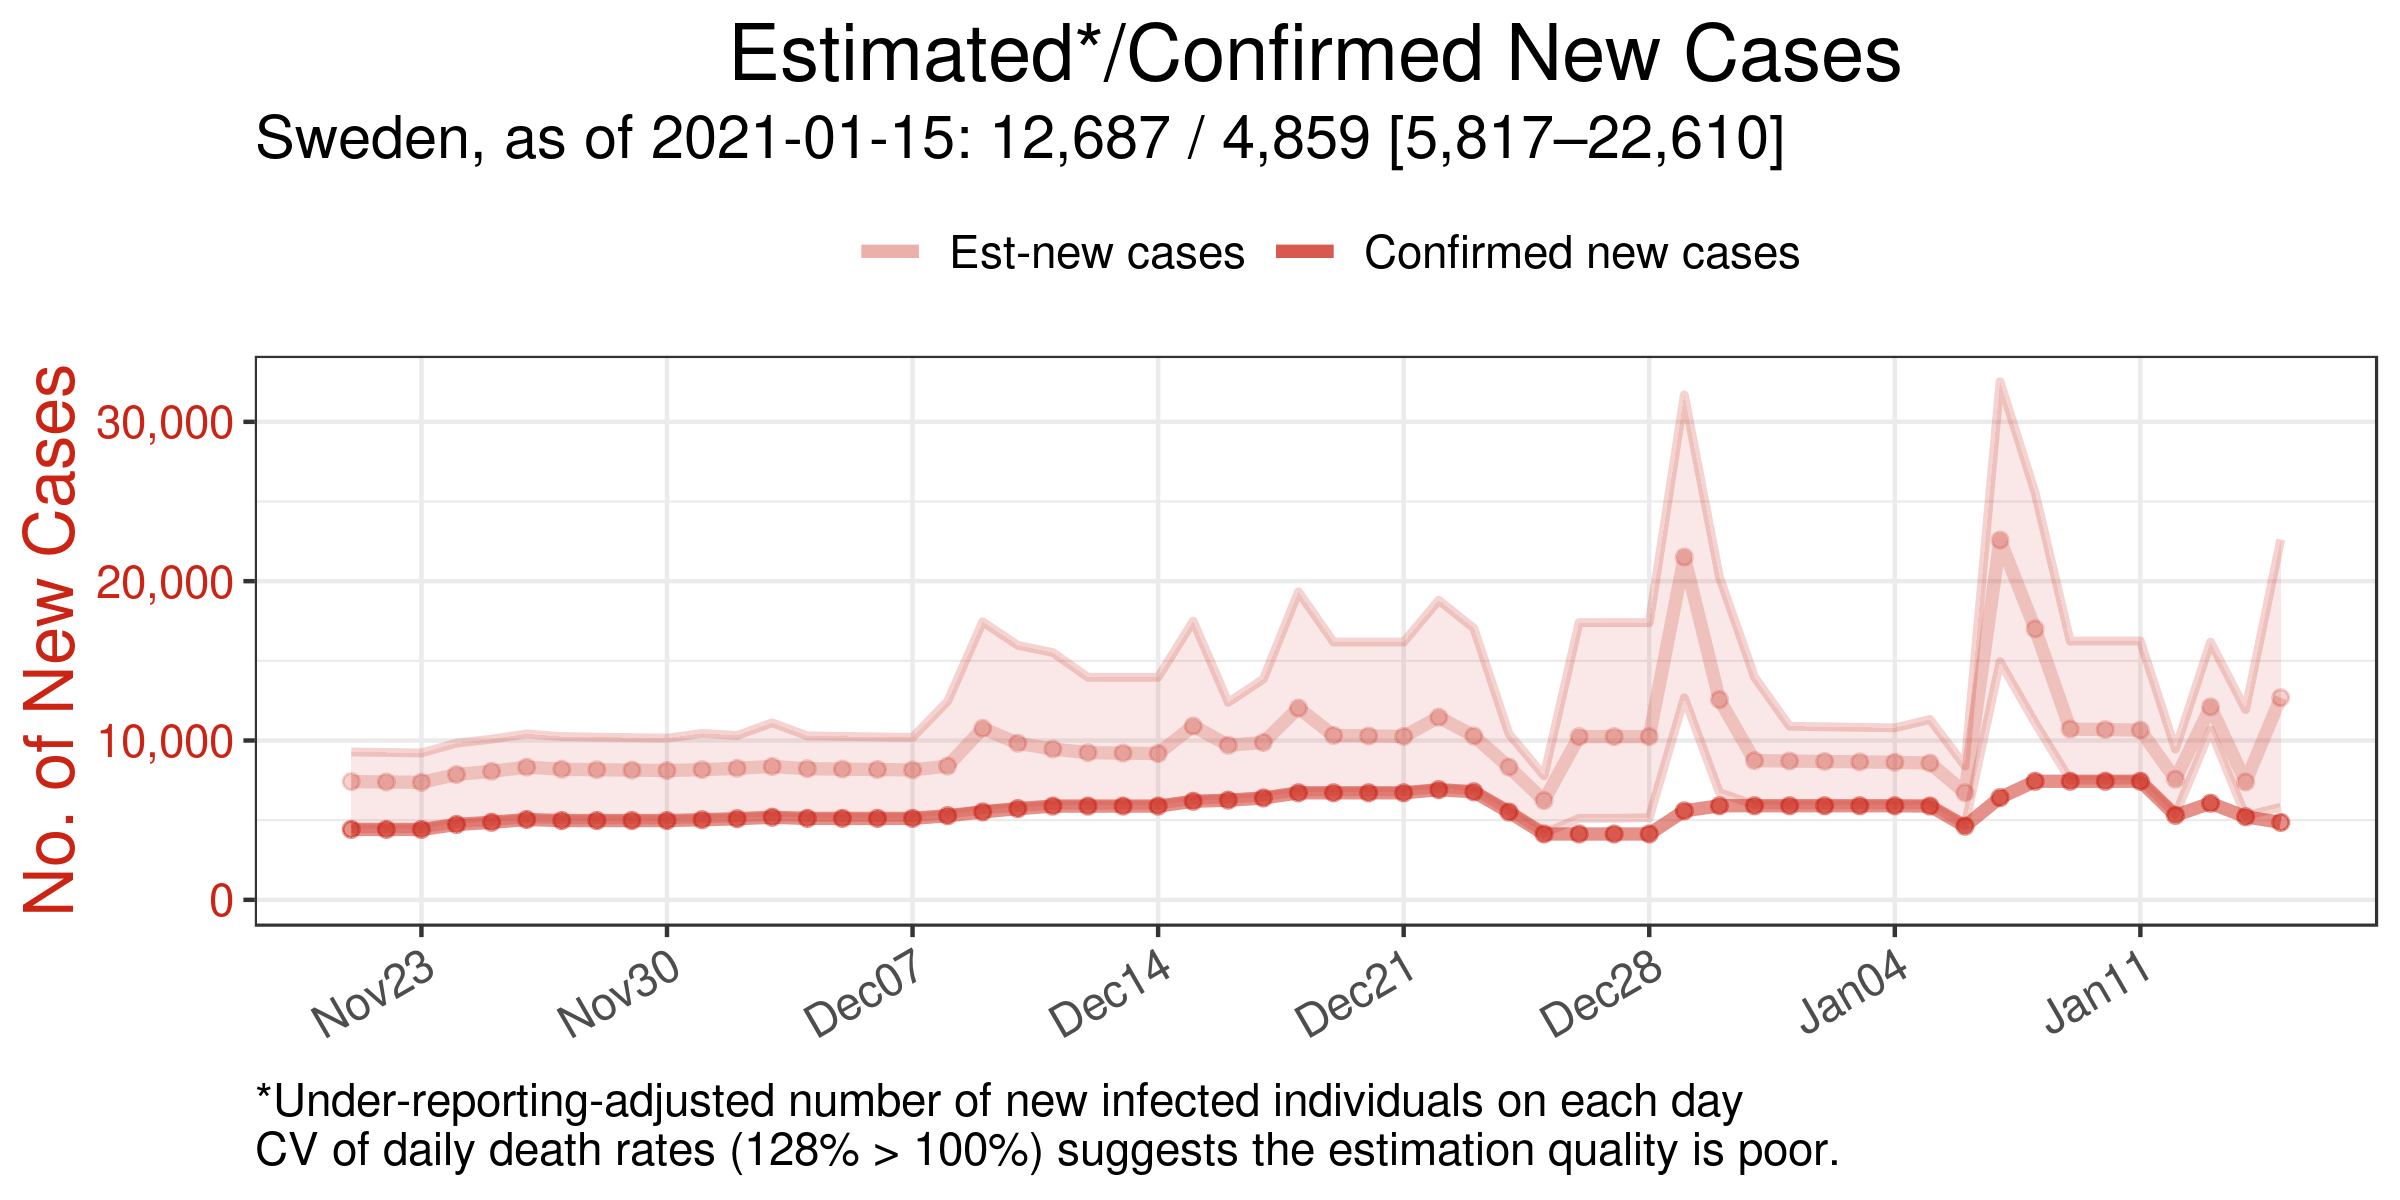 Estimated*/Confirmed New Cases
Sweden, as of 2021-01-15: 12,687 / 4,859 [5,817–22,610]
Est-new cases Confirmed new cases
No. of New Cases
30,000
20,000
10,000
0
Nov23 Nov30 Dec07 Dec14 Dec21 Dec28 Jan04 Jan11
*Under-reporting-adjusted number of new infected individuals on each day
CV of daily death rates (128% > 100%) suggests the estimation quality is poor.